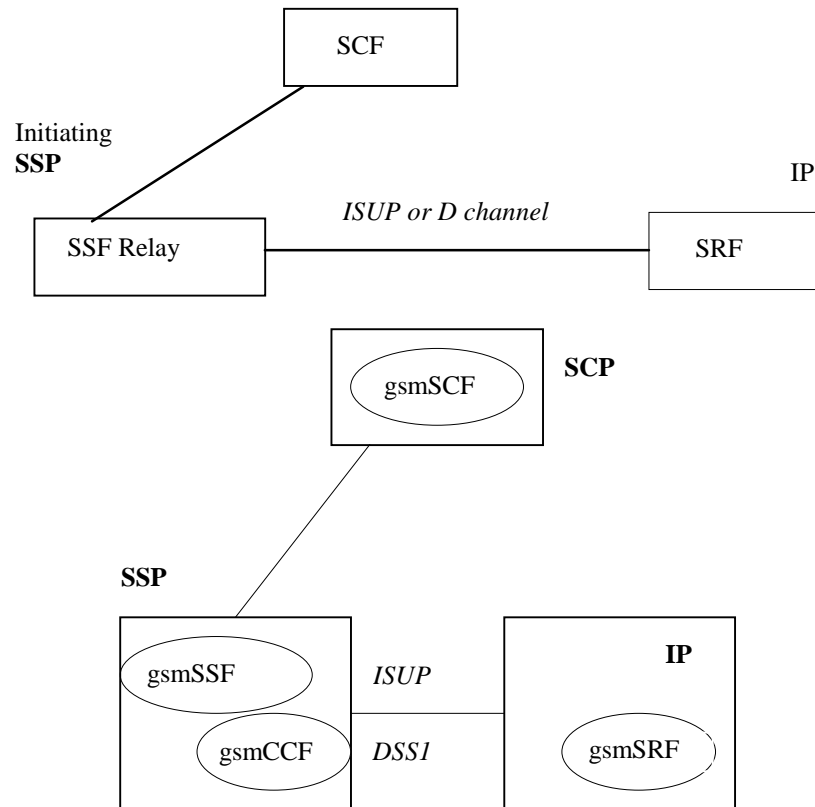 SCF
Initiating
SSP
IP
ISUP or D channel
SSF Relay
SRF
gsmSCF
SCP
SSP
IP
gsmSSF
ISUP
gsmCCF
DSS1
gsmSRF